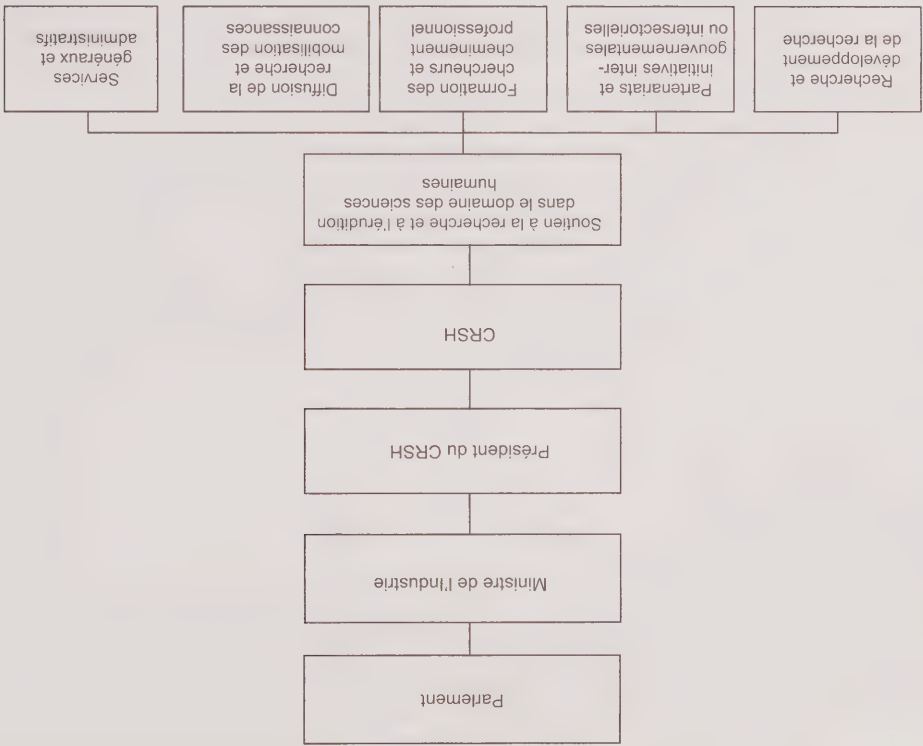 Parlement
Ministre de l'Industrie
Président du CRSH
CRSH
Soutien à la recherche et à l'érudition
dans le domaine des sciences
humaines
Recherche et
développement
de la recherche
Partenariats et
initiatives inter-
gouvernementales
ou intersectorielles
Formation des
chercheurs et
cheminement
professionnel
Diffusion de la
recherche et
mobilisation des
connaissances
Services
généraux et
administratifs